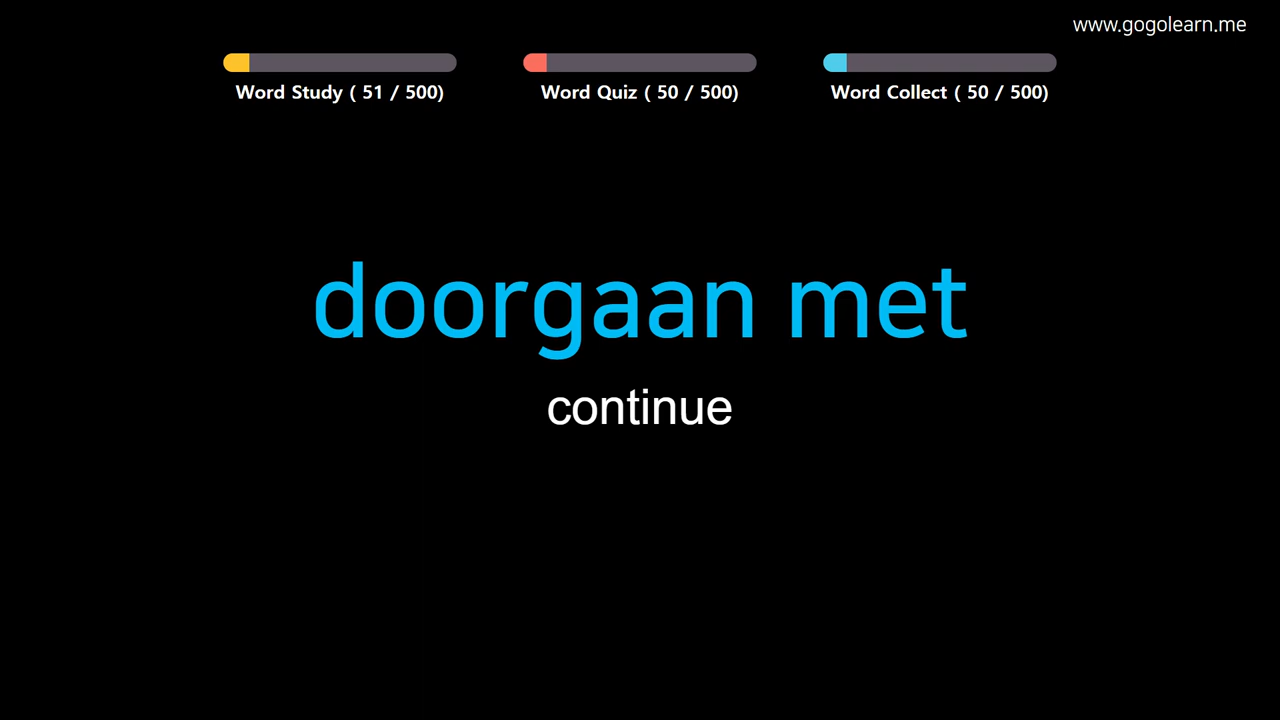 www.gogolearn.me
Word Study ( 51 / 500)
Word Quiz ( 50 / 500)
Word Collect ( 50 / 500)
doorgaan met
continue